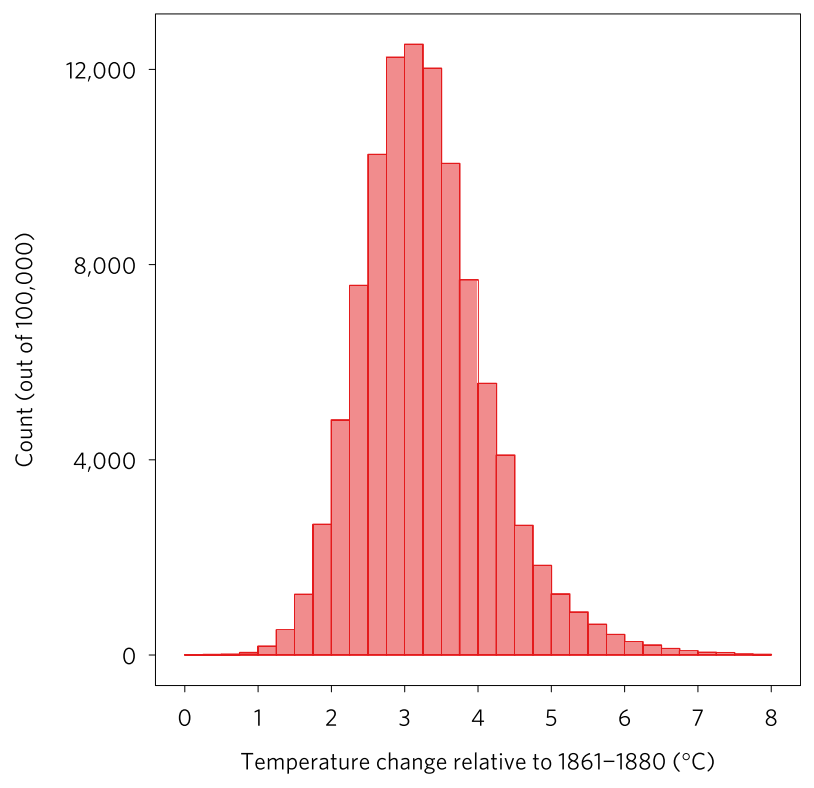 12,000
8,000
4,000
0
Count (out of 100,000)
0 1 2 3 4 5 6 7 8
Temperature change relative to 1861–1880 (°C)